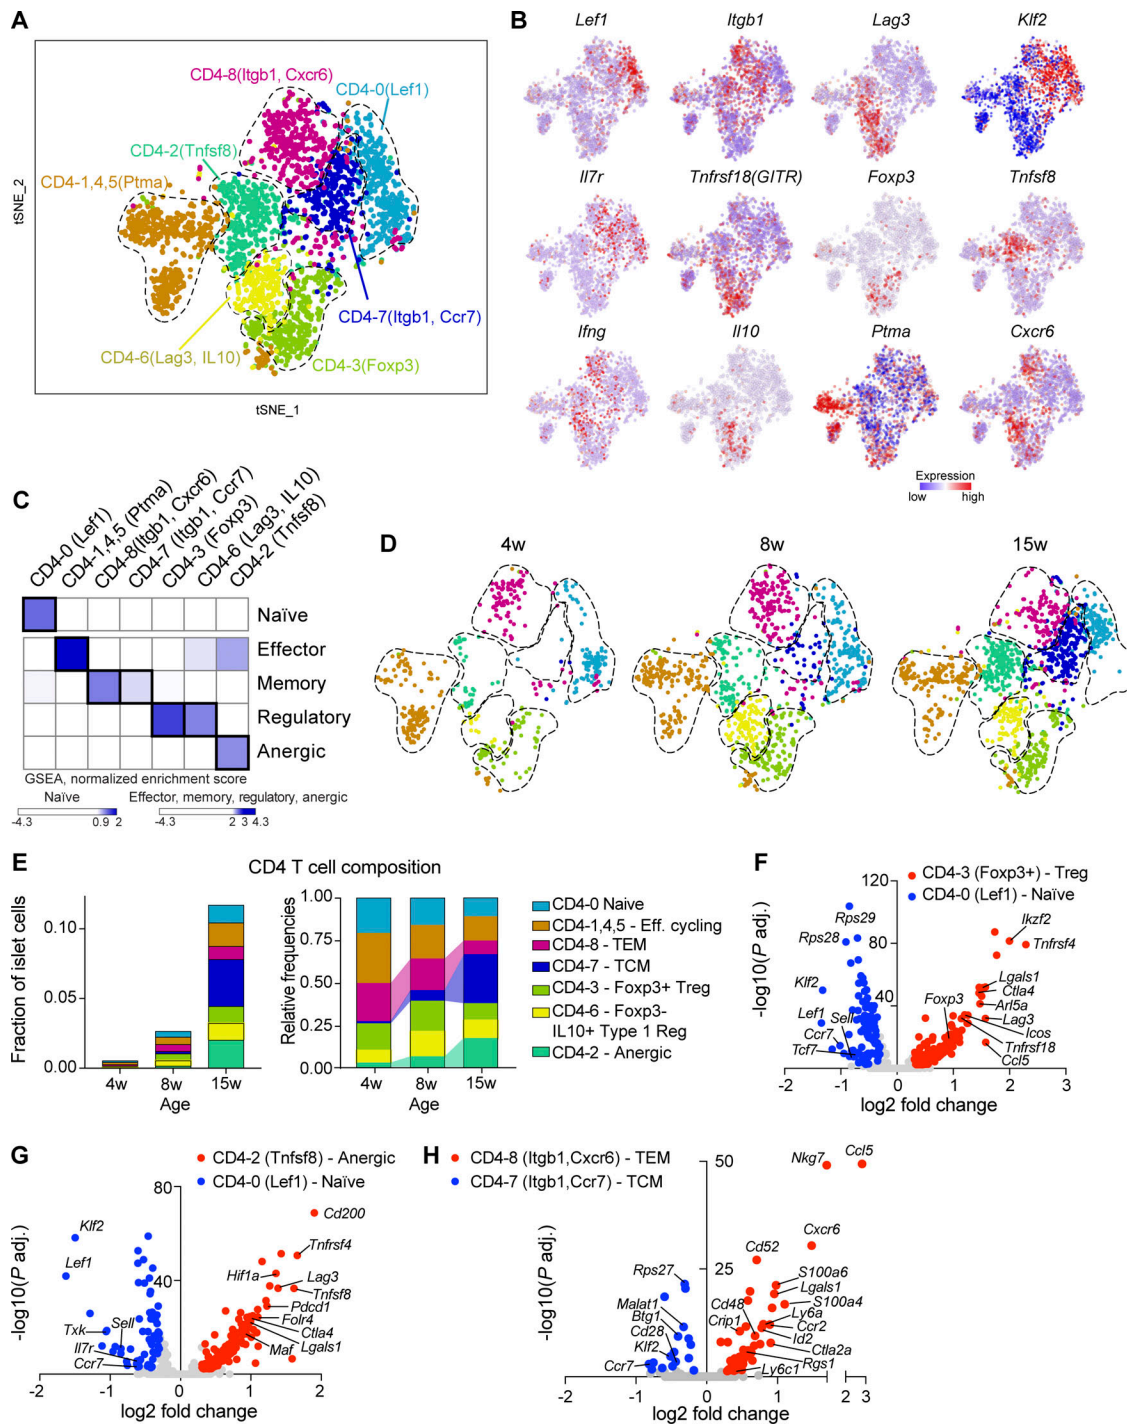 A
CD4-8(Itgb1, Cxcr6)
CD4-0(Lef1)
CD4-2(Tnfsf8)
CD4-1,4,5(Ptma)
CD4-7(Itgb1, Ccr7)
CD4-6(Lag3, IL10)
CD4-3(Foxp3)
tSNE_2
tSNE_1
B
Lef1 Itgb1 Lag3 Klf2
Il7r Tnfrsf18(GITR) Foxp3 Tnfsf8
Ifng Il10 Ptma Cxcr6
Expression
low high
C
CD4-0 (Lef1)
CD4-1,4,5 (Ptma)
CD4-8(Itgb1, Cxcr6)
CD4-7 (Itgb1, Ccr7)
CD4-3 (Foxp3)
CD4-6 (Lag3, IL10)
CD4-2 (Tnfsf8)
Naïve
Effector
Memory
Regulatory
Anergic
GSEA, normalized enrichment score
Naïve Effector, memory, regulatory, anergic
-4.3 0.9 2 -4.3 2 3 4.3
D
4w 8w 15w
E
CD4 T cell composition
Fraction of islet cells
0.10
0.05
0.00
4w 8w 15w
Age
Relative frequencies
1.00
0.75
0.50
0.25
0.00
4w 8w 15w
Age
CD4-0 Naive
CD4-1,4,5 - Eff. cycling
CD4-8 - TEM
CD4-7 - TCM
CD4-3 - Foxp3+ Treg
CD4-6 - Foxp3-
IL10+ Type 1 Reg
CD4-2 - Anergic
F
CD4-3 (Foxp3+) - Treg
CD4-0 (Lef1) - Naïve
-log10(P adj.)
120
80
40
Rps29
Rps28
Klf2
Lef1
Sell
Ccr7
Tcf7
Ikzf2
Tnfrsf4
Lgals1
Ctla4
Foxp3
Arl5a
Lag3
Icos
Tnfrsf18
Ccl5
-2 -1 0 1 2 3
log2 fold change
G
CD4-2 (Tnfsf8) - Anergic
CD4-0 (Lef1) - Naïve
-log10(P adj.)
80
40
0
Klf2
Lef1
Txk
Sell
Il7r
Ccr7
Cd200
Tnfrsf4
Hif1a
Lag3
Tnfsf8
Pdcd1
Folr4
Ctla4
Lgals1
Maf
-2 -1 0 1 2
log2 fold change
H
CD4-8 (Itgb1,Cxcr6) - TEM
CD4-7 (Itgb1,Ccr7) - TCM
-log10(P adj.)
50
25
0
Nkg7
Ccl5
Cxcr6
Cd52
Rps27
S100a6
Lgals1
Malat1
S100a4
Btg1
Cd48
Crip1
Ly6a
Ccr2
Cd28
Id2
Klf2
Ctla2a
Ccr7
Rgs1
Ly6c1
-1 0 1 2 3
log2 fold change